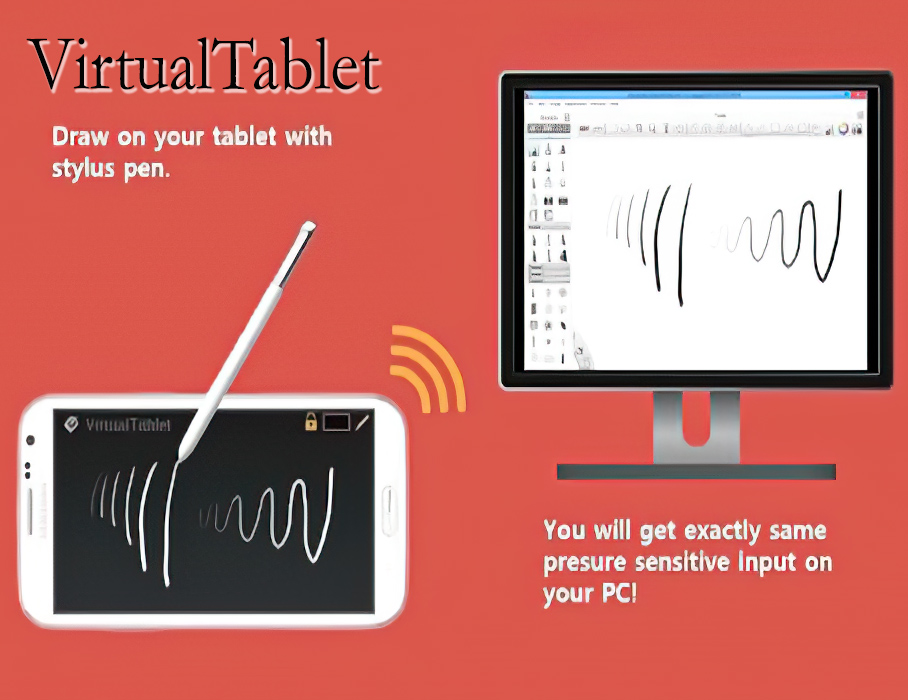 VirtualTablet
Draw on your tablet with
stylus pen.
VirtualTablet
You will get exactly same
presure sensitive input on
your PC!